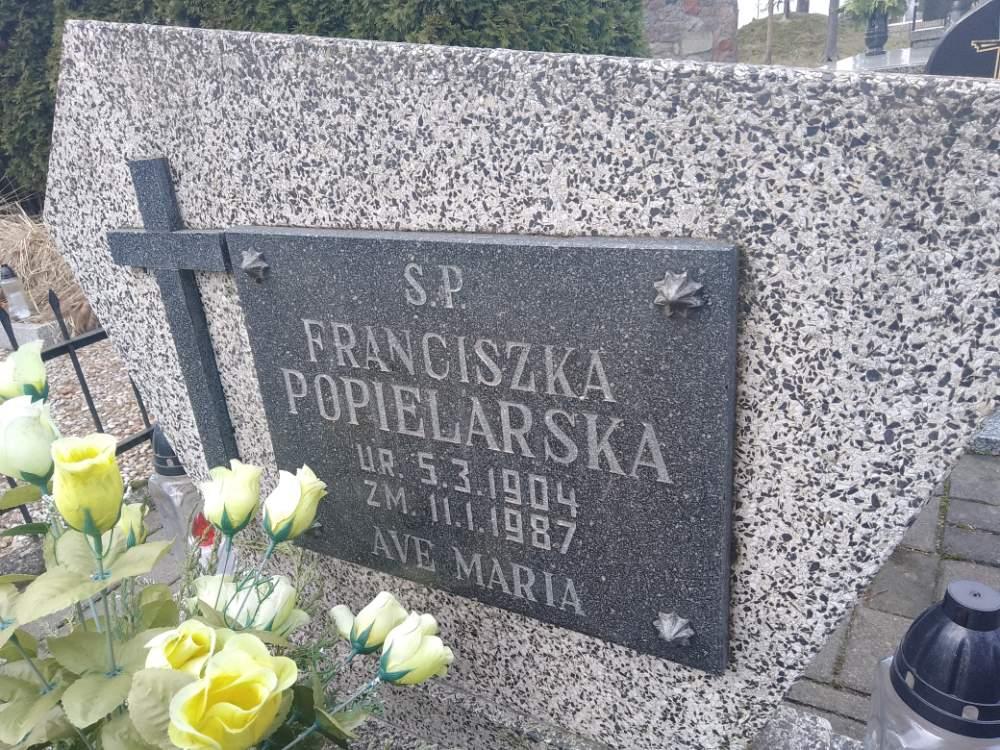 Ś.P.
FRANCISZKA
POPIELARSKA
UR. 5.3.1904
ZM. 11.1.1987
AVE MARIA